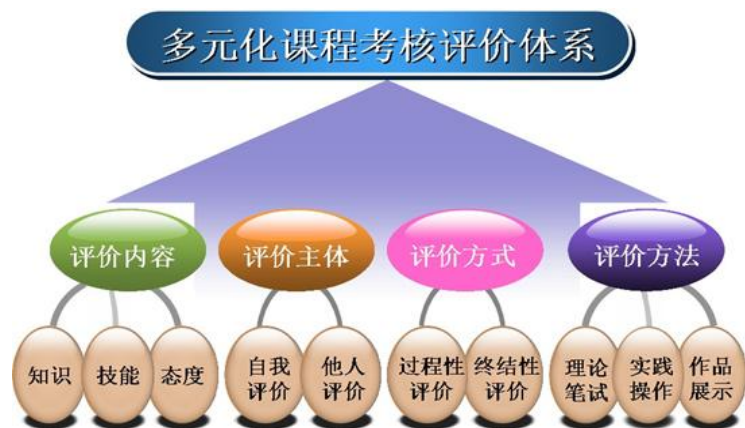 多元化课程考核评价体系
评价内容
评价主体
评价方式
评价方法
知识
技能
态度
自我
评价
他人
评价
过程性
评价
终结性
评价
理论
笔试
实践
操作
作品
展示